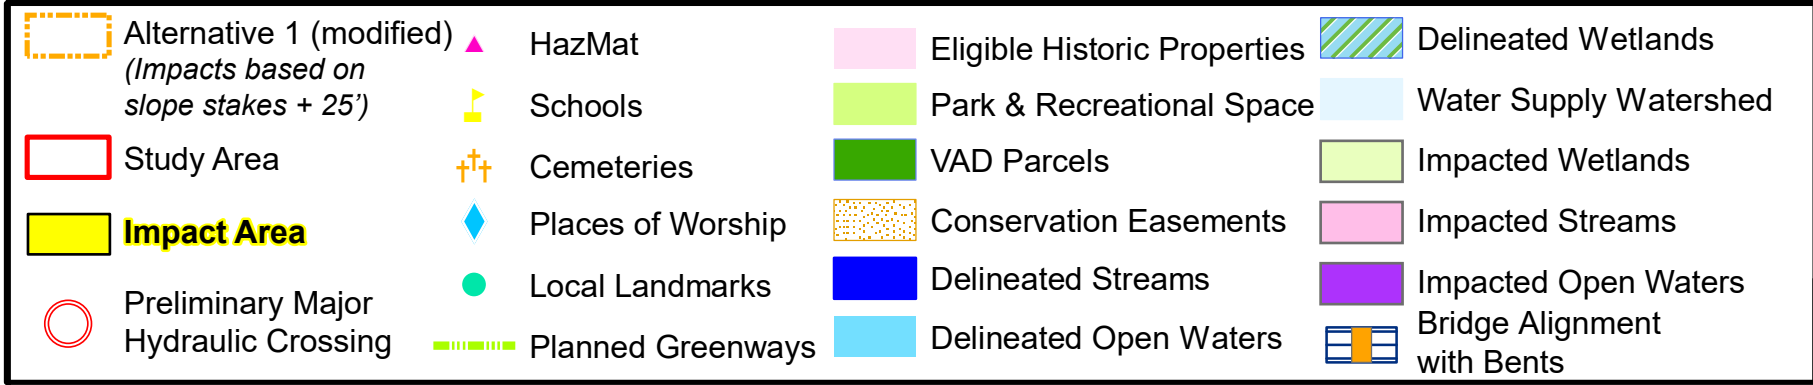 Alternative 1 (modified)
(Impacts based on
slope stakes + 25’)
Study Area
Impact Area
Preliminary Major
Hydraulic Crossing
HazMat
Schools
Cemeteries
Places of Worship
Local Landmarks
Planned Greenways
Eligible Historic Properties
Park & Recreational Space
VAD Parcels
Conservation Easements
Delineated Streams
Delineated Open Waters
Delineated Wetlands
Water Supply Watershed
Impacted Wetlands
Impacted Streams
Impacted Open Waters
Bridge Alignment
with Bents